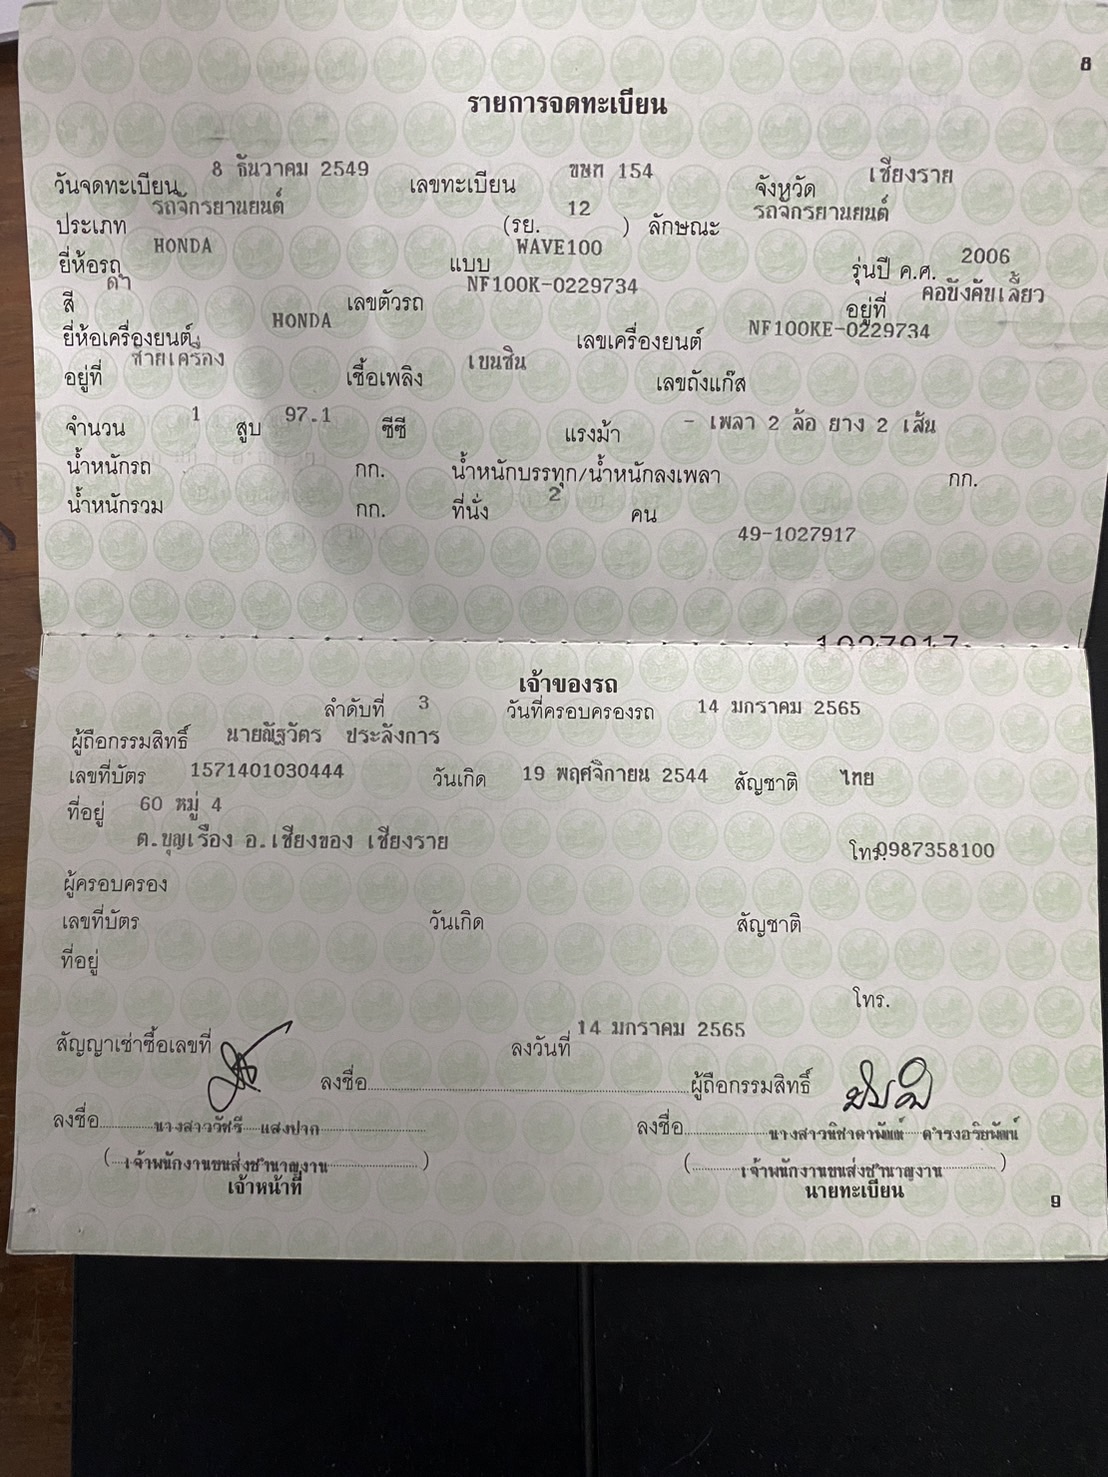 8
รายการจดทะเบียน
วันจดทะเบียน 8 ธันวาคม 2549 เลขทะเบียน ขษต 154 จังหวัด เชียงราย
ประเภท รถจักรยานยนต์ (รย. 12 ) ลักษณะ รถจักรยานยนต์
ยี่ห้อรถ HONDA แบบ WAVE100 รุ่นปี ค.ศ. 2006
สี ดำ เลขตัวรถ NF100K-0229734 อยู่ที่ คอบังคับเลี้ยว
ยี่ห้อเครื่องยนต์ HONDA เลขเครื่องยนต์ NF100KE-0229734
อยู่ที่ ซ้ายเครื่อง เชื้อเพลิง เบนซิน เลขถังแก๊ส
จำนวน 1 สูบ 97.1 ซีซี แรงม้า - เพลา 2 ล้อ ยาง 2 เส้น
น้ำหนักรถ กก. น้ำหนักบรรทุก/น้ำหนักลงเพลา กก.
น้ำหนักรวม กก. ที่นั่ง 2 คน
49-1027917
1027917
เจ้าของรถ
ลำดับที่ 3 วันที่ครอบครองรถ 14 มกราคม 2565
ผู้ถือกรรมสิทธิ์ นายณัฐวัตร ประลังการ
เลขที่บัตร 1571401030444 วันเกิด 19 พฤศจิกายน 2544 สัญชาติ ไทย
ที่อยู่ 60 หมู่ 4
ต.บุญเรือง อ.เชียงของ เชียงราย โทร.0987358100
ผู้ครอบครอง
เลขที่บัตร วันเกิด สัญชาติ
ที่อยู่
โทร.
สัญญาเช่าซื้อเลขที่ ลงวันที่ 14 มกราคม 2565
ลงชื่อ ผู้ถือกรรมสิทธิ์
ลงชื่อ นางสาววัศรี แสงปาก ลงชื่อ นางสาวนิชาดาพัฒณ์ ดำรงอริยพัฒน์
(เจ้าพนักงานขนส่งชำนาญงาน) (เจ้าพนักงานขนส่งชำนาญงาน)
เจ้าหน้าที่ นายทะเบียน
9